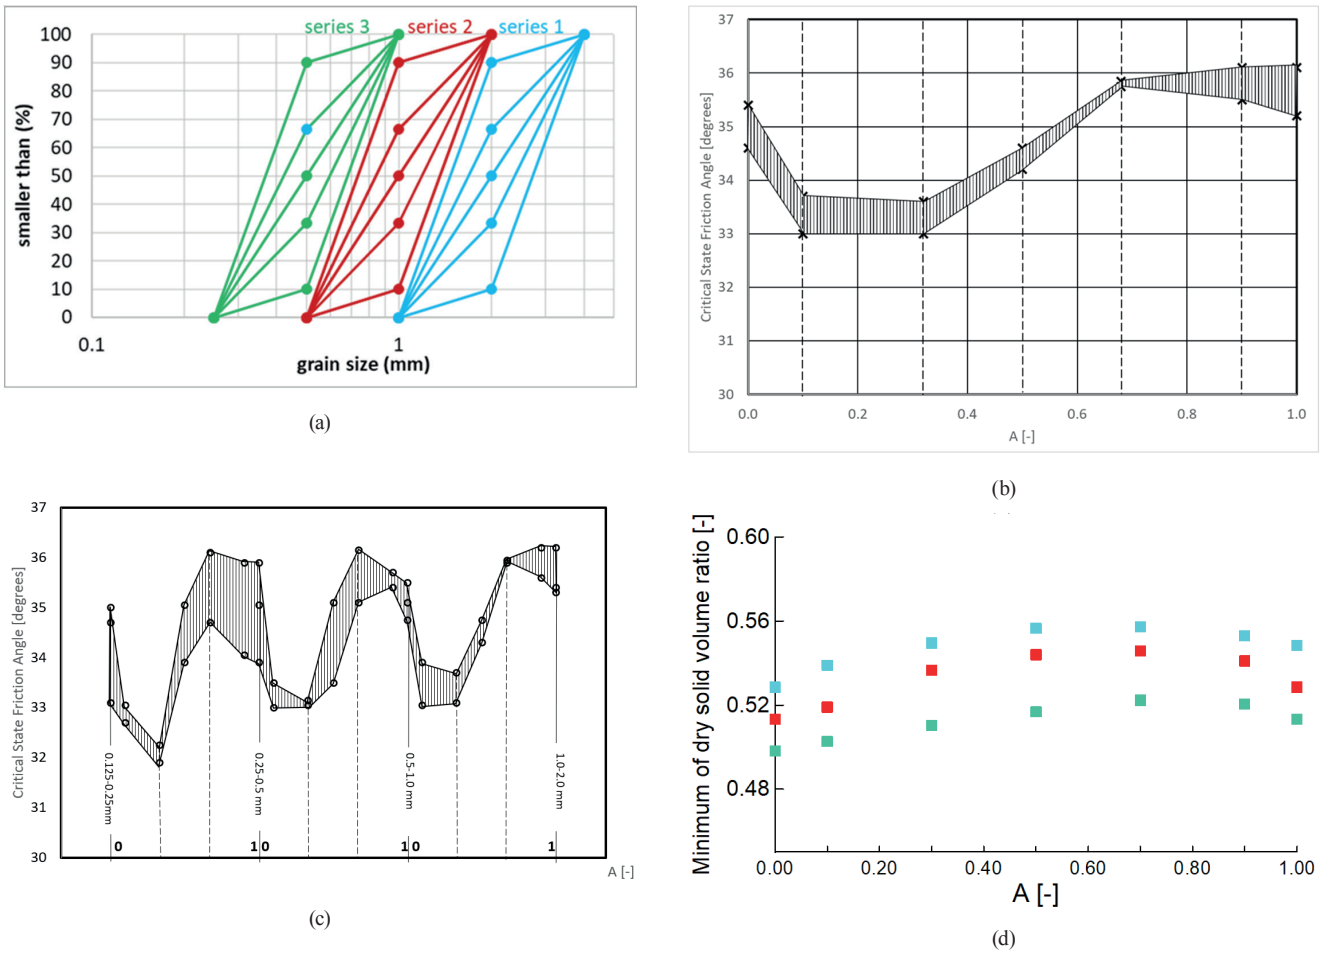 series 3 series 2 series 1
smaller than (%)
100
90
80
70
60
50
40
30
20
10
0
0.1 1
grain size (mm)
(a)
Critical State Friction Angle [degrees]
37
36
35
34
33
32
31
30
0.0 0.2 0.4 0.6 0.8 1.0
A [-]
(b)
Critical State Friction Angle [degrees]
37
36
35
34
33
32
31
30
0.125-0.25mm
0.25-0.5 mm
0.5-1.0 mm
1.0-2.0 mm
0 1 0 1 0 1
A [-]
(c)
Minimum of dry solid volume ratio [-]
0.60
0.56
0.52
0.48
0.00 0.20 0.40 0.60 0.80 1.00
A [-]
(d)